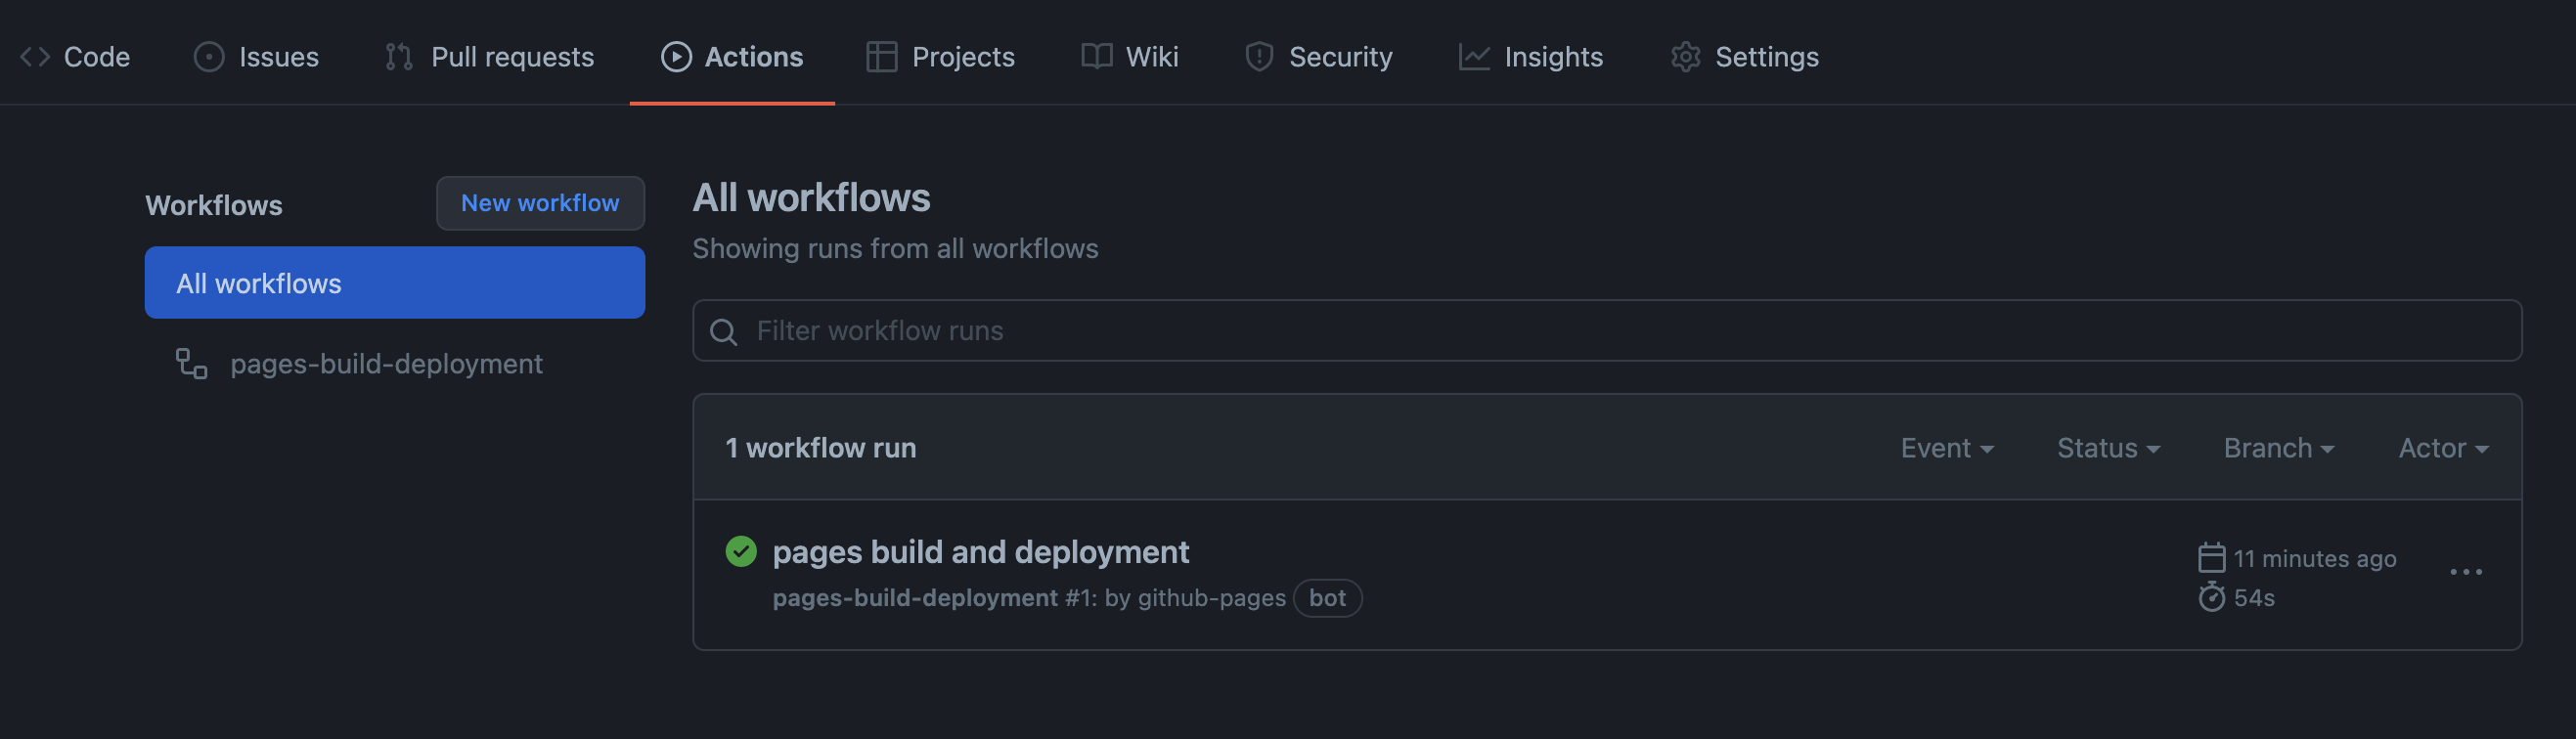 Code Issues Pull requests Actions Projects Wiki Security Insights Settings
Workflows New workflow
All workflows
pages-build-deployment
All workflows
Showing runs from all workflows
Filter workflow runs
1 workflow run Event Status Branch Actor
pages build and deployment
pages-build-deployment #1: by github-pages bot
11 minutes ago
54s